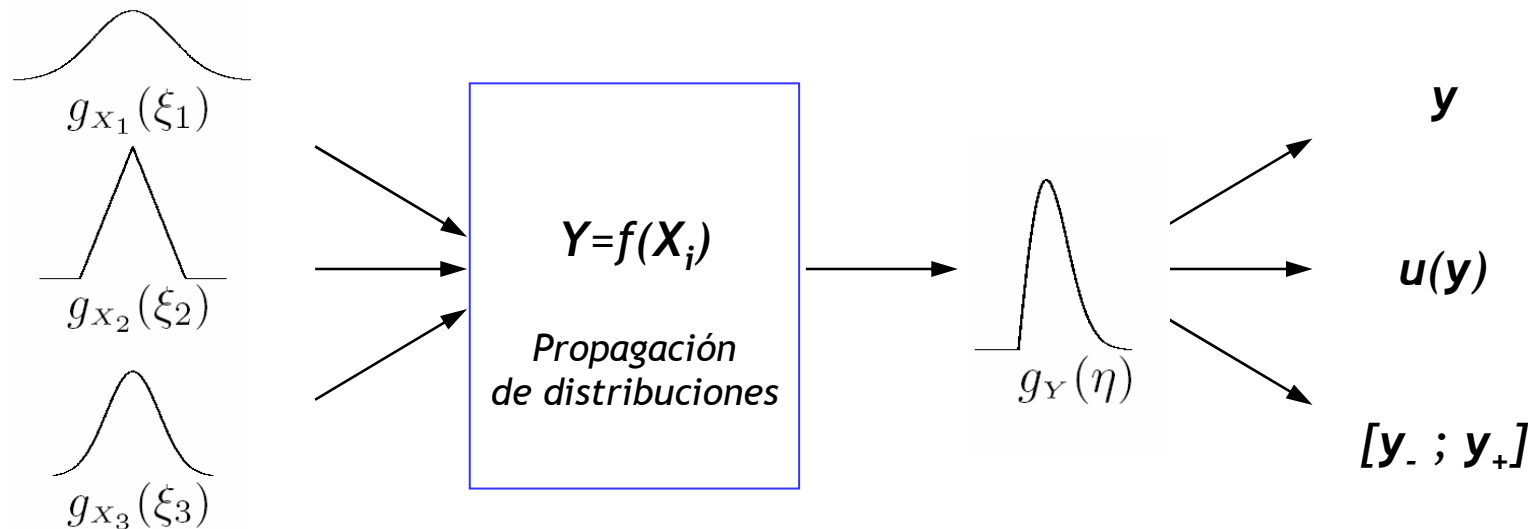 g_{X_1}(ξ_1)
g_{X_2}(ξ_2)
g_{X_3}(ξ_3)
Y=f(X_i)
Propagación
de distribuciones
g_Y(η)
y
u(y)
[y_- ; y_+]